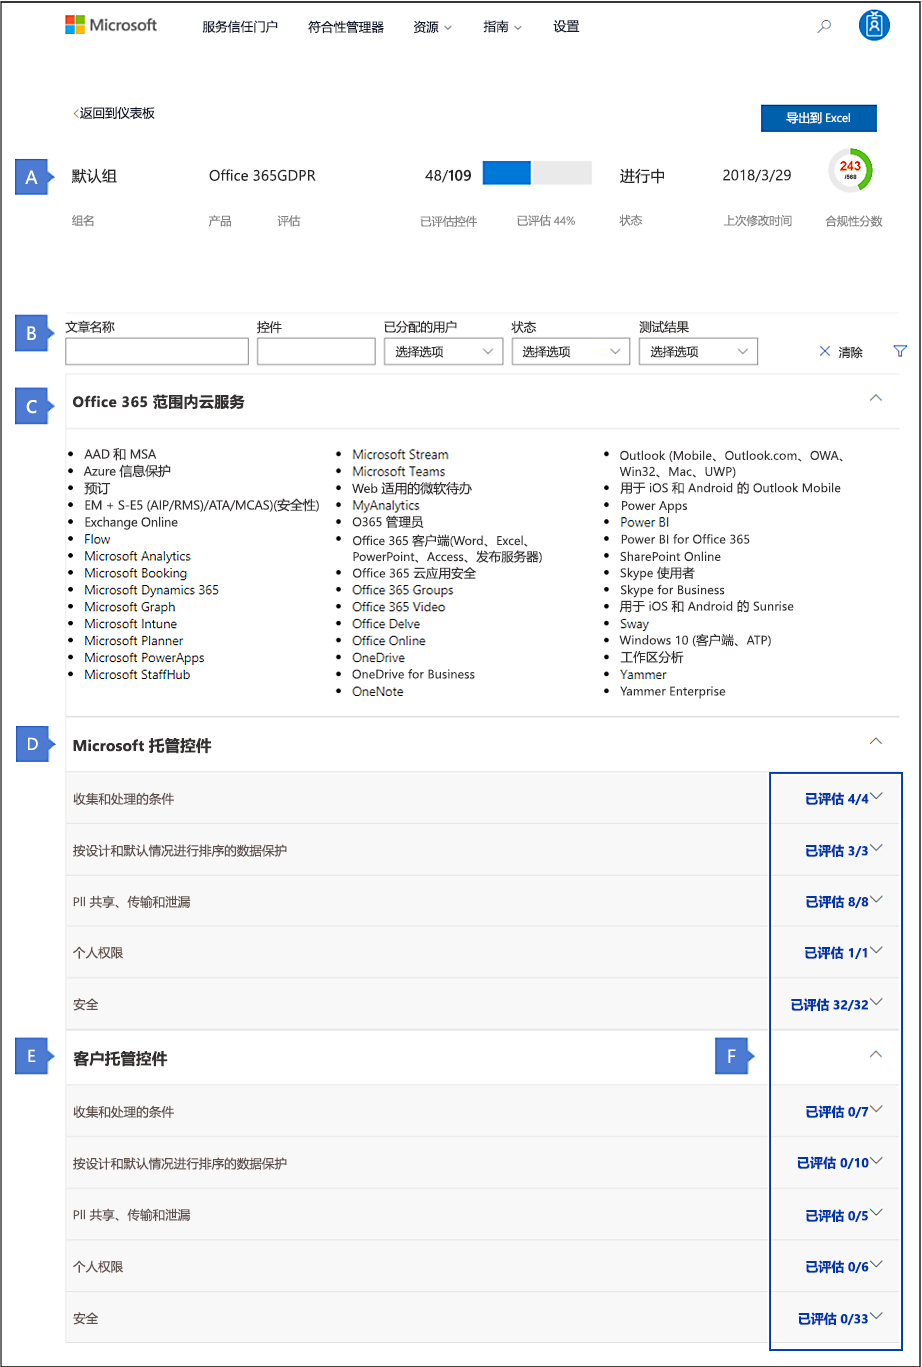 Microsoft 服务信任门户 符合性管理器 资源 指南 设置
返回到仪表板
导出到 Excel
A 默认组 Office 365GDPR 48/109 进行中 2018/3/29 243
/568
组名 产品 评估 已评估控件 已评估 44% 状态 上次修改时间 合规性分数
B 文章名称 控件 已分配的用户 状态 测试结果
选择选项 选择选项 选择选项 清除
C Office 365 范围内云服务
AAD 和 MSA
Azure 信息保护
预订
EM + S-E5 (AIP/RMS)/ATA/MCAS)(安全性)
Exchange Online
Flow
Microsoft Analytics
Microsoft Booking
Microsoft Dynamics 365
Microsoft Graph
Microsoft Intune
Microsoft Planner
Microsoft PowerApps
Microsoft StaffHub
Microsoft Stream
Microsoft Teams
Web 适用的微软待办
MyAnalytics
O365 管理员
Office 365 客户端(Word、Excel、
PowerPoint、Access、发布服务器)
Office 365 云应用安全
Office 365 Groups
Office 365 Video
Office Delve
Office Online
OneDrive
OneDrive for Business
OneNote
Outlook (Mobile、Outlook.com、OWA、
Win32、Mac、UWP)
用于 iOS 和 Android 的 Outlook Mobile
Power Apps
Power BI
Power BI for Office 365
SharePoint Online
Skype 使用者
Skype for Business
用于 iOS 和 Android 的 Sunrise
Sway
Windows 10 (客户端、ATP)
工作区分析
Yammer
Yammer Enterprise
D Microsoft 托管控件
收集和处理的条件 已评估 4/4
按设计和默认情况进行排序的数据保护 已评估 3/3
PII 共享、传输和泄漏 已评估 8/8
个人权限 已评估 1/1
安全 已评估 32/32
E 客户托管控件 F
收集和处理的条件 已评估 0/7
按设计和默认情况进行排序的数据保护 已评估 0/10
PII 共享、传输和泄漏 已评估 0/5
个人权限 已评估 0/6
安全 已评估 0/33